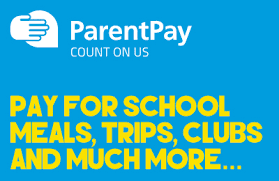 ParentPay
COUNT ON US
PAY FOR SCHOOL
MEALS, TRIPS, CLUBS
AND MUCH MORE...